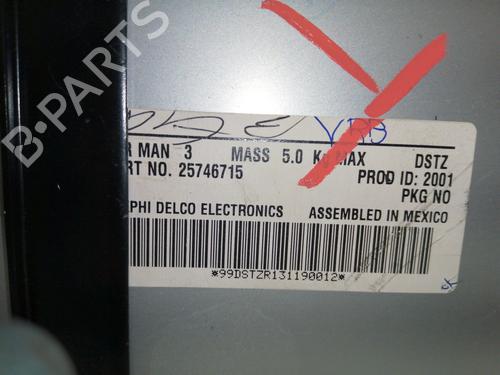 B-PARTS
VRB
R MAN 3 MASS 5.0 KG MAX DSTZ
RT NO. 25746715 PROD ID: 2001
PKG NO
PHI DELCO ELECTRONICS ASSEMBLED IN MEXICO
*99DSTZR131190012*